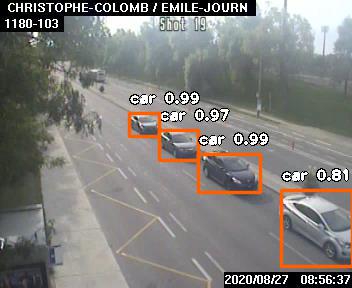 CHRISTOPHE-COLOMB / EMILE-JOURN
1180-103
Shot 19
car 0.99
car 0.97
car 0.99
car 0.81
2020/08/27 08:56:37